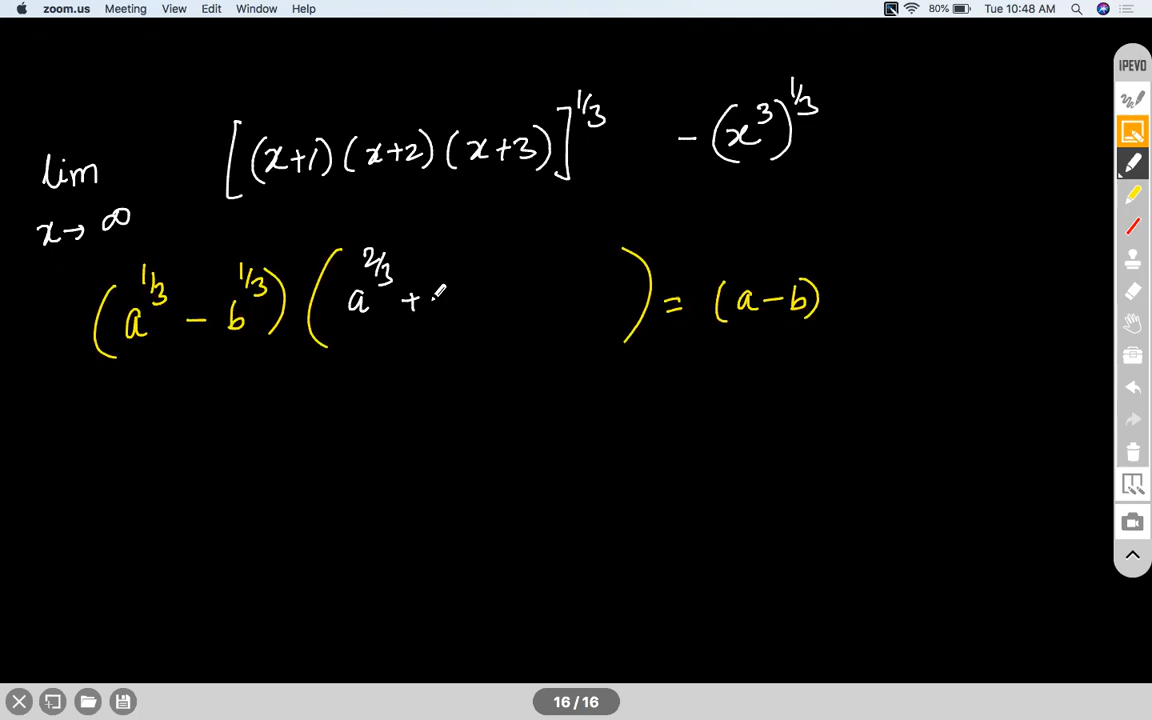 zoom.us Meeting View Edit Window Help 80% Tue 10:48 AM
IPEVO
lim x→∞ [(x+1)(x+2)(x+3)]^1/3 - (x^3)^1/3
(a^1/3 - b^1/3)(a^2/3 + ) = (a-b)
16/16